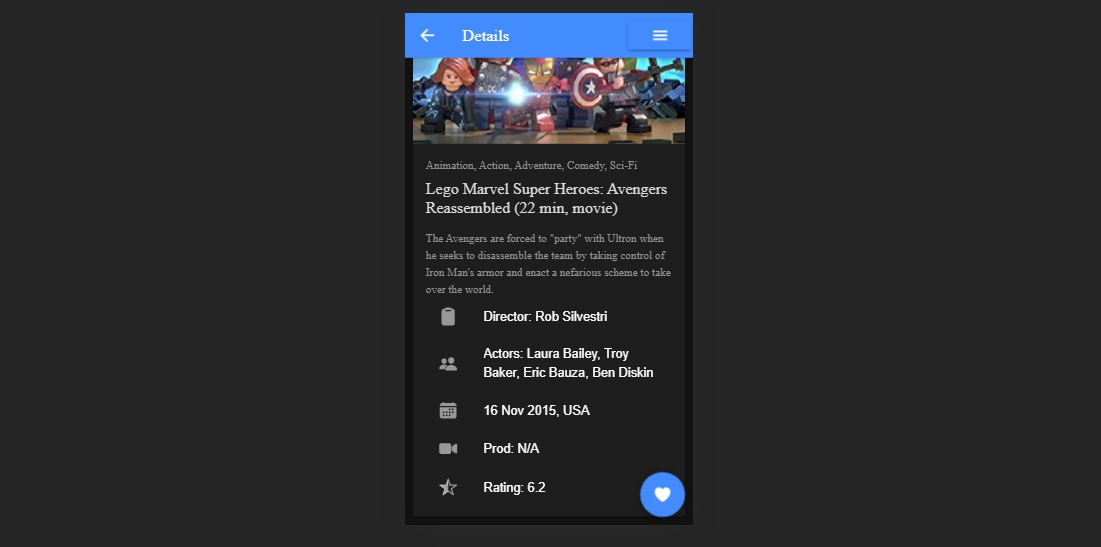 Details
Animation, Action, Adventure, Comedy, Sci-Fi
Lego Marvel Super Heroes: Avengers
Reassembled (22 min, movie)
The Avengers are forced to "party" with Ultron when
he seeks to disassemble the team by taking control of
Iron Man's armor and enact a nefarious scheme to take
over the world.
Director: Rob Silvestri
Actors: Laura Bailey, Troy
Baker, Eric Bauza, Ben Diskin
16 Nov 2015, USA
Prod: N/A
Rating: 6.2